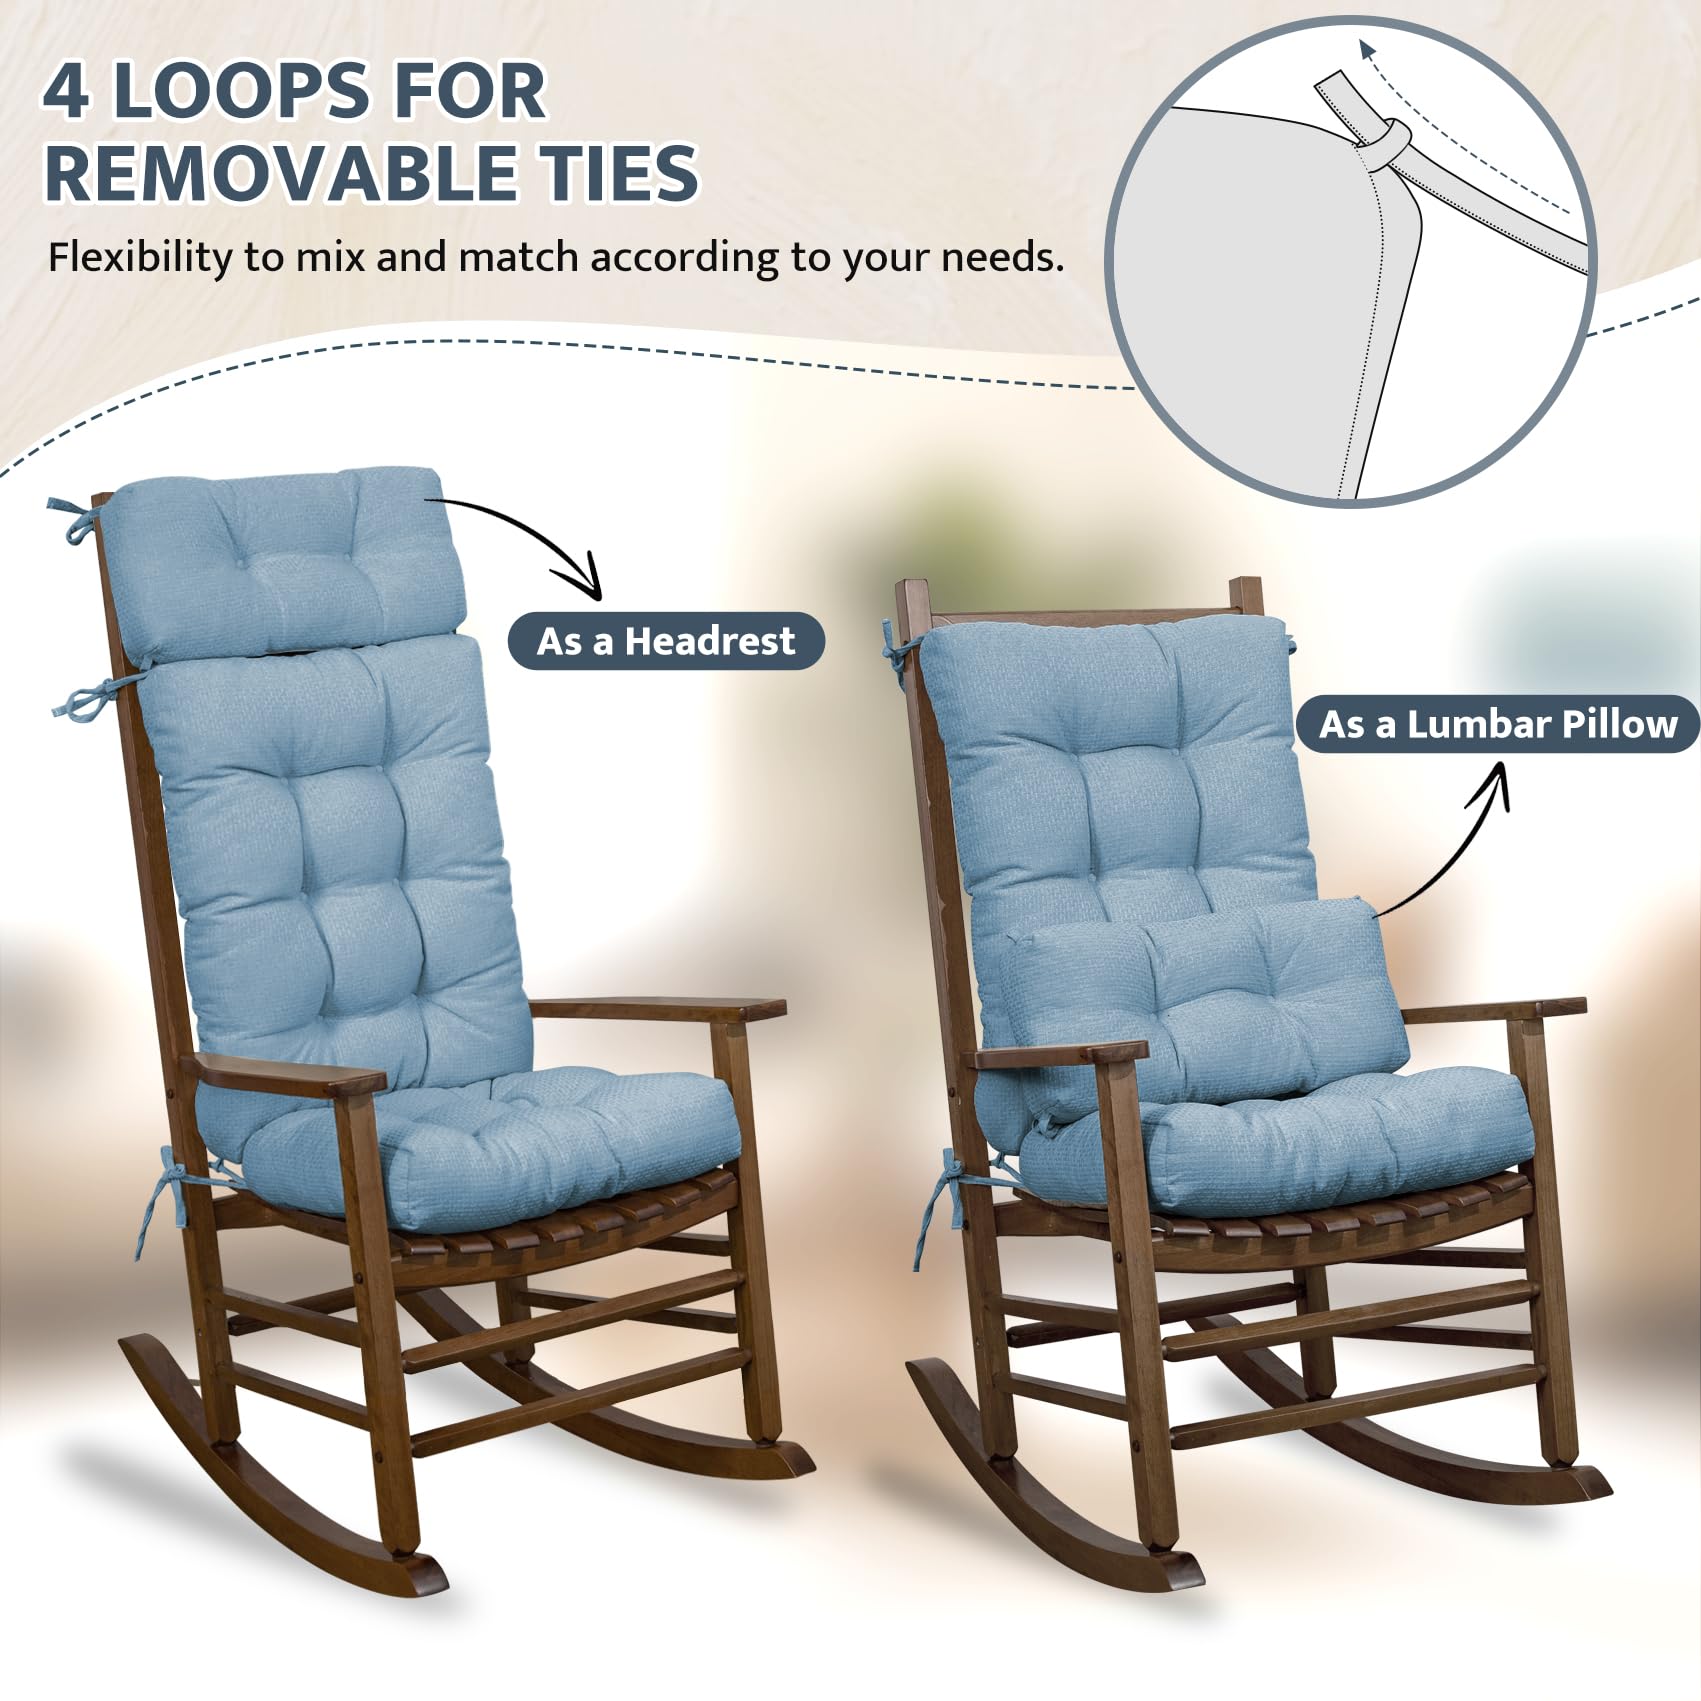 4 LOOPS FOR
REMOVABLE TIES
Flexibility to mix and match according to your needs.
As a Headrest
As a Lumbar Pillow